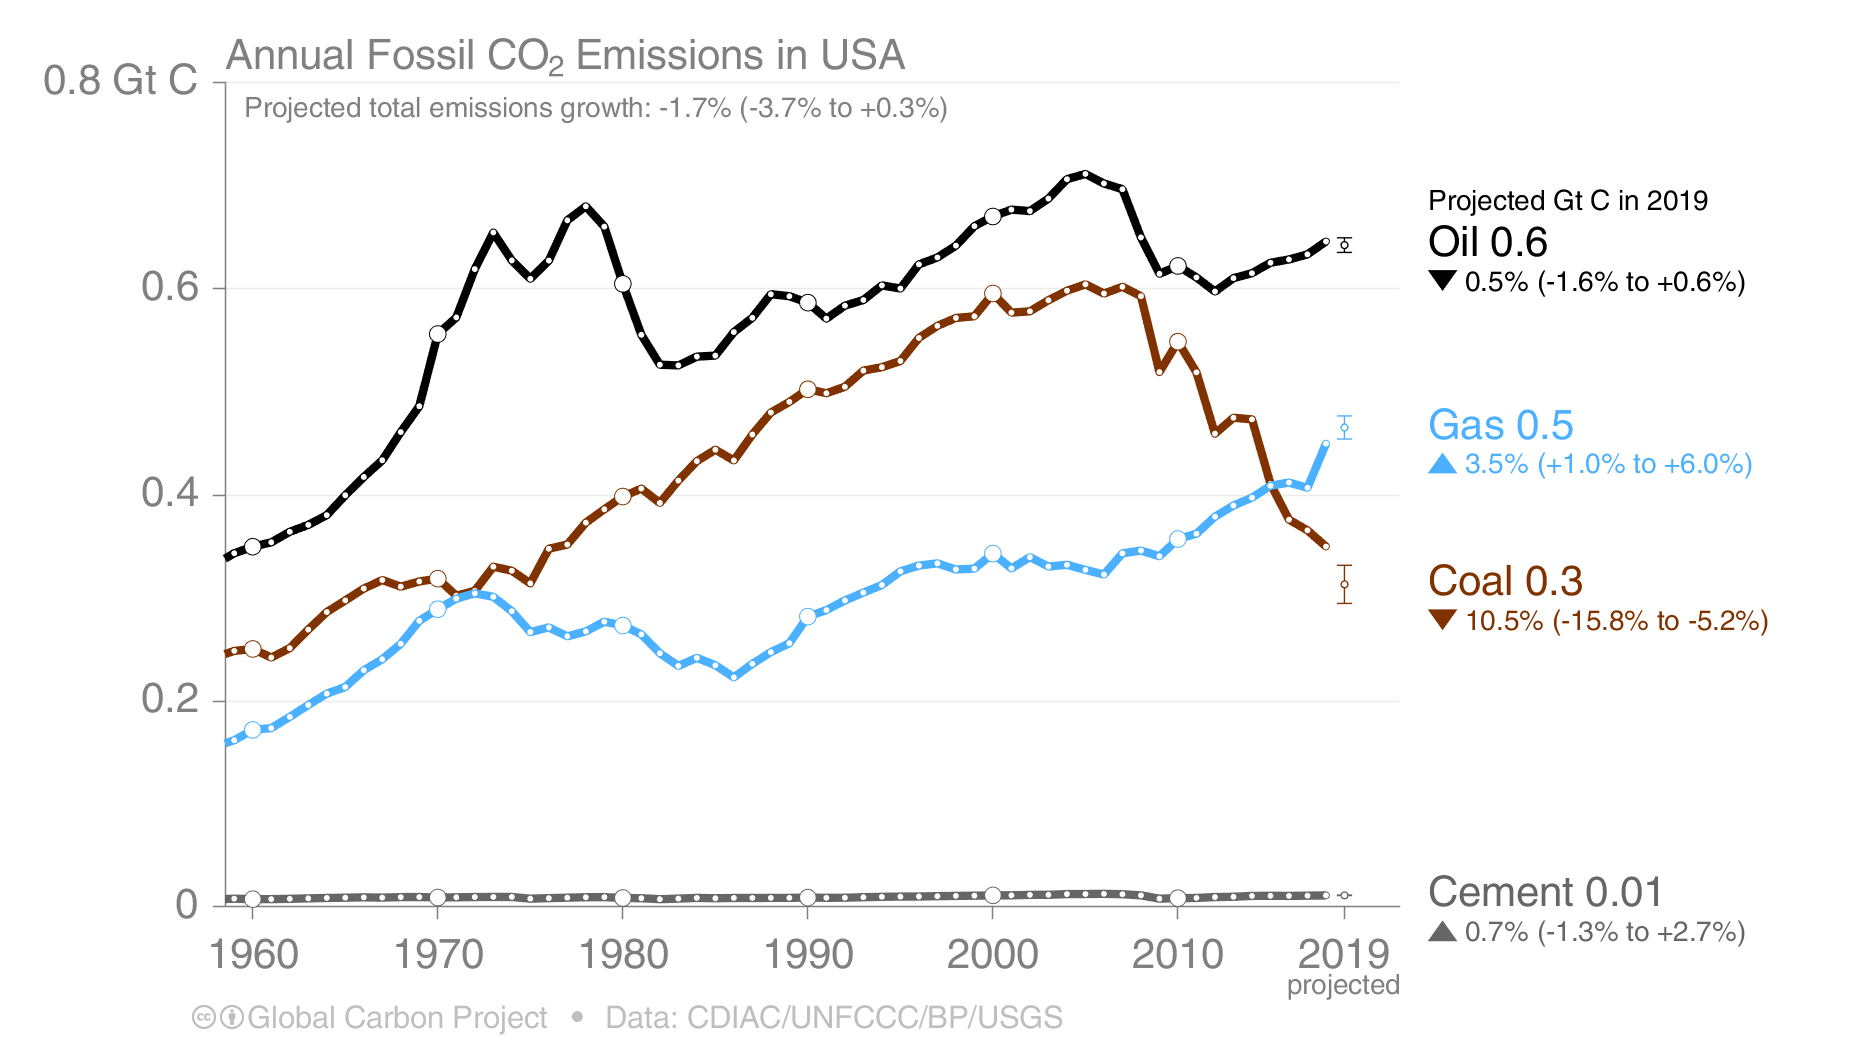 Annual Fossil CO₂ Emissions in USA
0.8 Gt C
Projected total emissions growth: -1.7% (-3.7% to +0.3%)
Projected Gt C in 2019
Oil 0.6
▼ 0.5% (-1.6% to +0.6%)
0.6
Gas 0.5
▲ 3.5% (+1.0% to +6.0%)
0.4
Coal 0.3
▼ 10.5% (-15.8% to -5.2%)
0.2
Cement 0.01
▲ 0.7% (-1.3% to +2.7%)
0
1960 1970 1980 1990 2000 2010 2019
projected
cc Global Carbon Project • Data: CDIAC/UNFCCC/BP/USGS